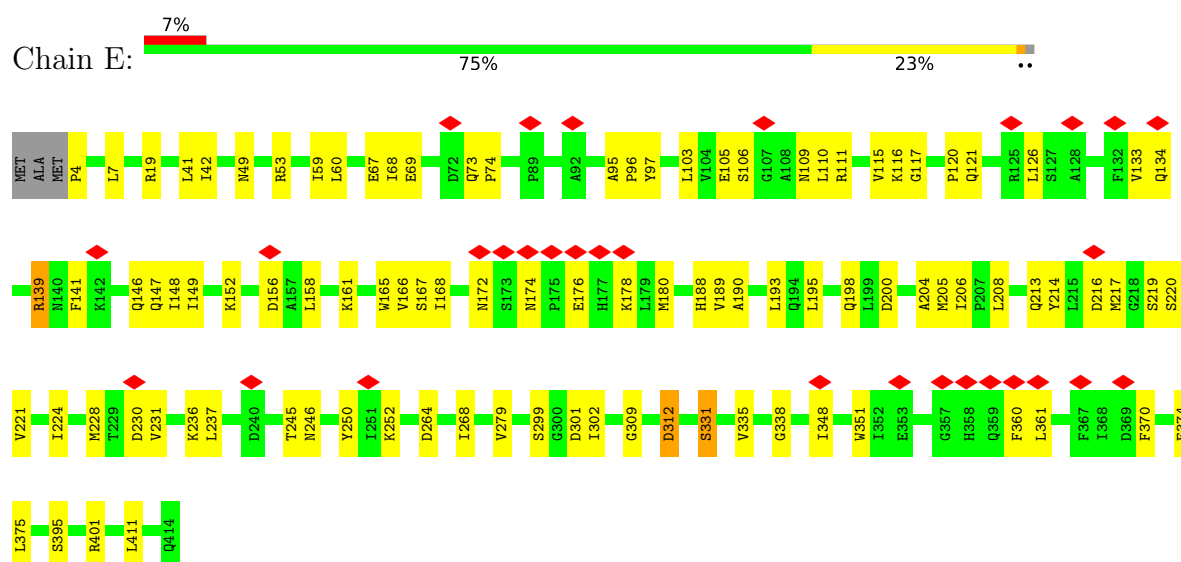 7%
Chain E:
75% 23% ••
MET ALA MET P4 L7 R19 L41 I42 N49 R53 I59 L60 E67 I68 E69 D72 Q73 P74 P89 A92 A95 P96 Y97 L103 V104 E105 S106 G107 A108 N109 L110 R111 V115 K116 G117 P120 Q121 R125 L126 S127 A128 F132 V133 Q134
R139 N140 F141 K142 Q146 Q147 I148 I149 K152 D156 A157 L158 K161 W165 V166 S167 I168 N172 S173 N174 P175 E176 H177 K178 L179 M180 H188 V189 A190 L193 Q194 L195 Q198 L199 D200 A204 M205 I206 P207 L208 Q213 Y214 L215 D216 M217 G218 S219 S220
V221 I224 M228 T229 D230 V231 K236 L237 D240 T245 N246 Y250 I251 K252 D264 I268 V279 S299 G300 D301 I302 G309 D312 S331 V335 G338 I348 W351 I352 E353 G357 H358 Q359 F360 L361 F367 I368 D369 F370
L375 S395 R401 L411 Q414